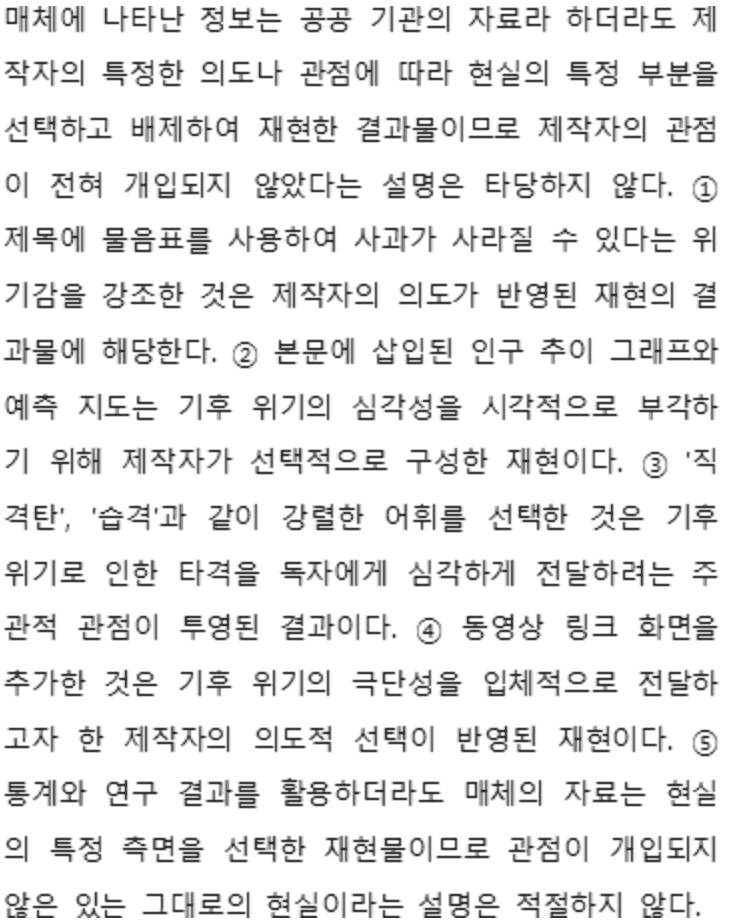 매체에 나타난 정보는 공공 기관의 자료라 하더라도 제
작자의 특정한 의도나 관점에 따라 현실의 특정 부분을
선택하고 배제하여 재현한 결과물이므로 제작자의 관점
이 전혀 개입되지 않았다는 설명은 타당하지 않다. ①
제목에 물음표를 사용하여 사과가 사라질 수 있다는 위
기감을 강조한 것은 제작자의 의도가 반영된 재현의 결
과물에 해당한다. ② 본문에 삽입된 인구 추이 그래프와
예측 지도는 기후 위기의 심각성을 시각적으로 부각하
기 위해 제작자가 선택적으로 구성한 재현이다. ③ '직
격탄', '습격'과 같이 강렬한 어휘를 선택한 것은 기후
위기로 인한 타격을 독자에게 심각하게 전달하려는 주
관적 관점이 투영된 결과이다. ④ 동영상 링크 화면을
추가한 것은 기후 위기의 극단성을 입체적으로 전달하
고자 한 제작자의 의도적 선택이 반영된 재현이다. ⑤
통계와 연구 결과를 활용하더라도 매체의 자료는 현실
의 특정 측면을 선택한 재현물이므로 관점이 개입되지
않은 있는 그대로의 현실이라는 설명은 적절하지 않다.